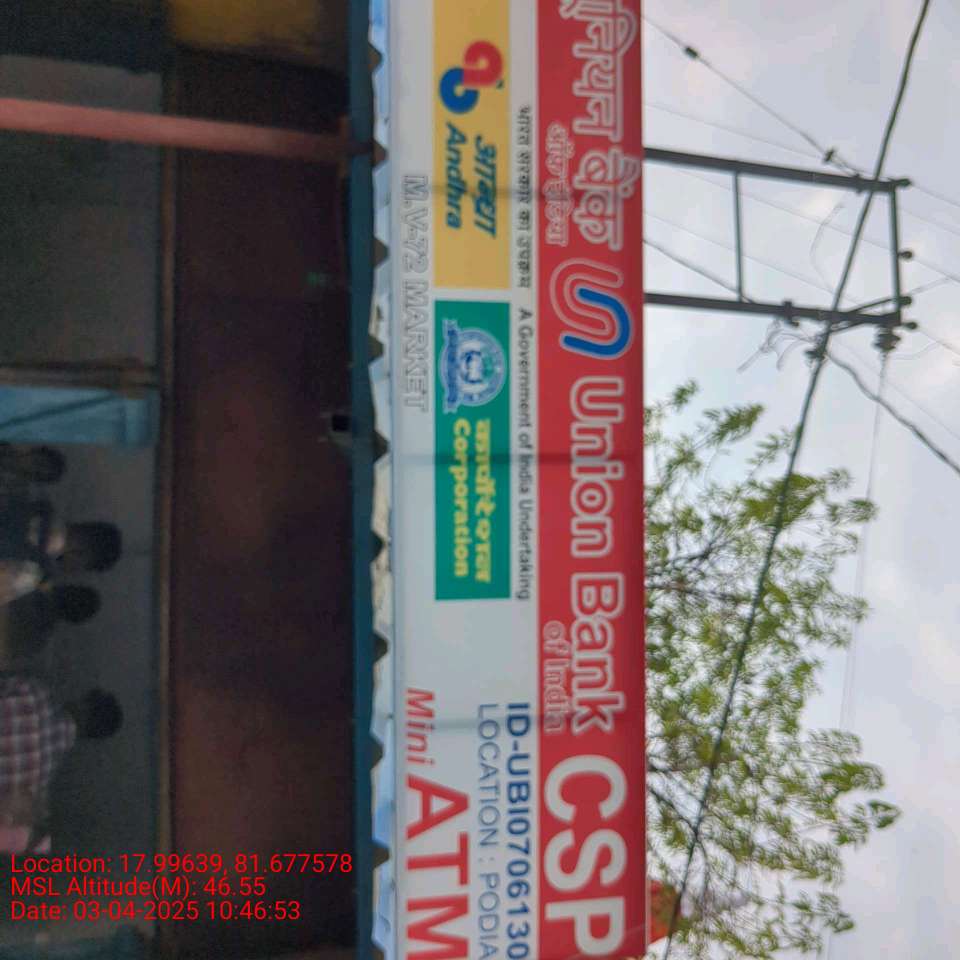 यूनियन बैंक Union Bank CSP
ऑफ इंडिया of India
भारत सरकार का उपक्रम A Government of India Undertaking
ID-UBI0706130
LOCATION : PODIA
आन्ध्रा
Andhra
कार्पोरेशन
Corporation
Mini ATM
M.V-72 MARKET
Location: 17.99639, 81.677578
MSL Altitude(M): 46.55
Date: 03-04-2025 10:46:53